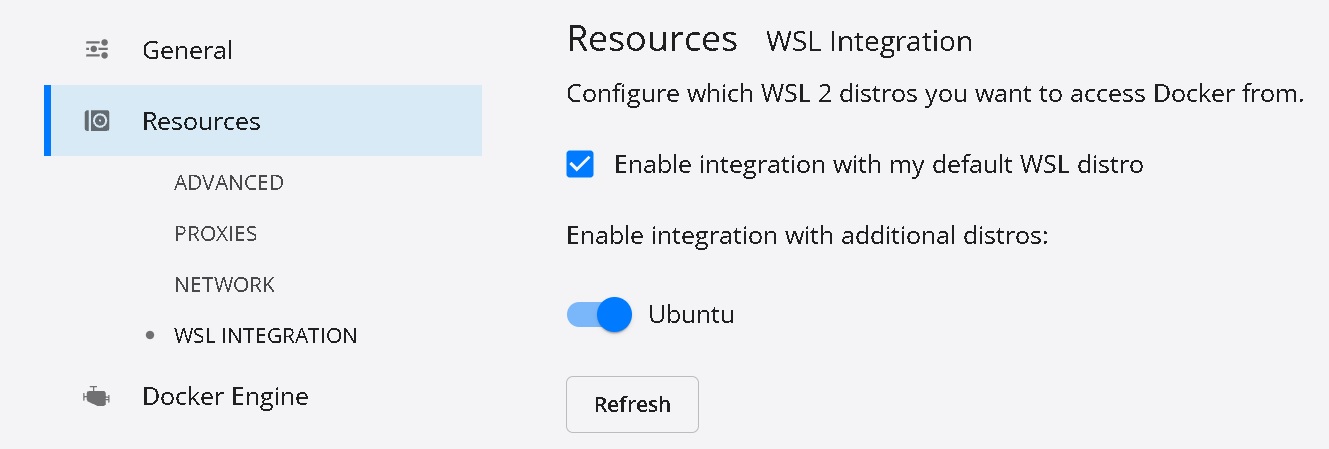 General
Resources
ADVANCED
PROXIES
NETWORK
WSL INTEGRATION
Docker Engine
Resources WSL Integration
Configure which WSL 2 distros you want to access Docker from.
Enable integration with my default WSL distro
Enable integration with additional distros:
Ubuntu
Refresh